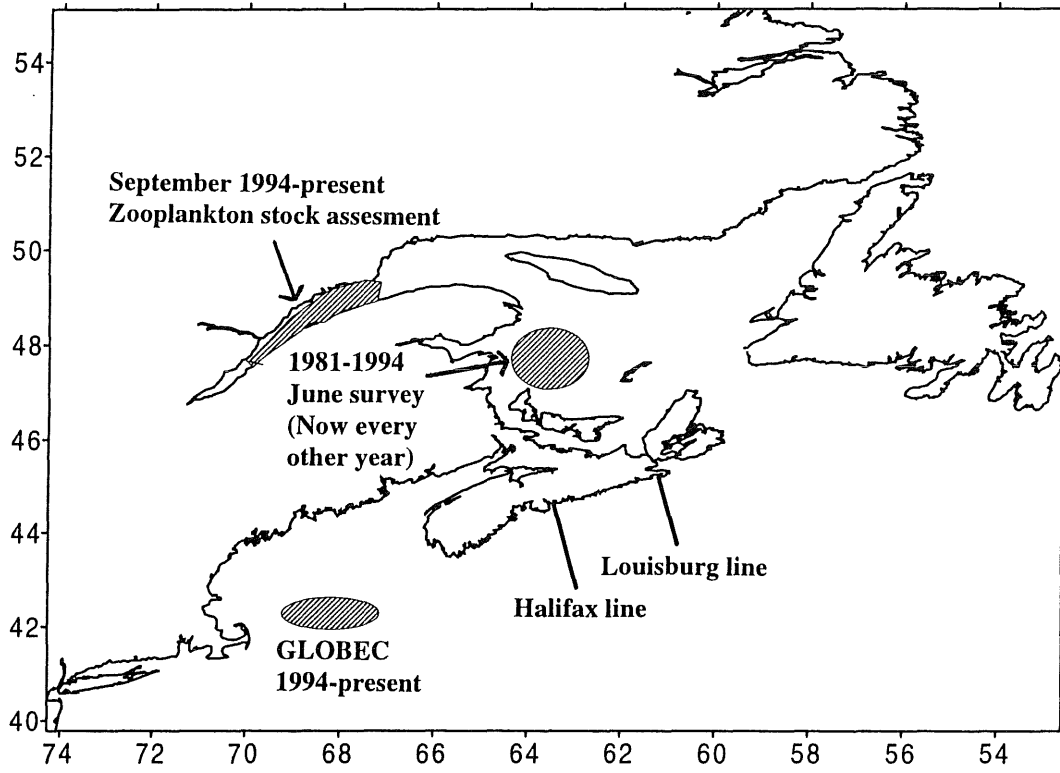 54
52
50
48
46
44
42
40
September 1994-present
Zooplankton stock assesment
1981-1994
June survey
(Now every
other year)
Louisburg line
Halifax line
GLOBEC
1994-present
74 72 70 68 66 64 62 60 58 56 54